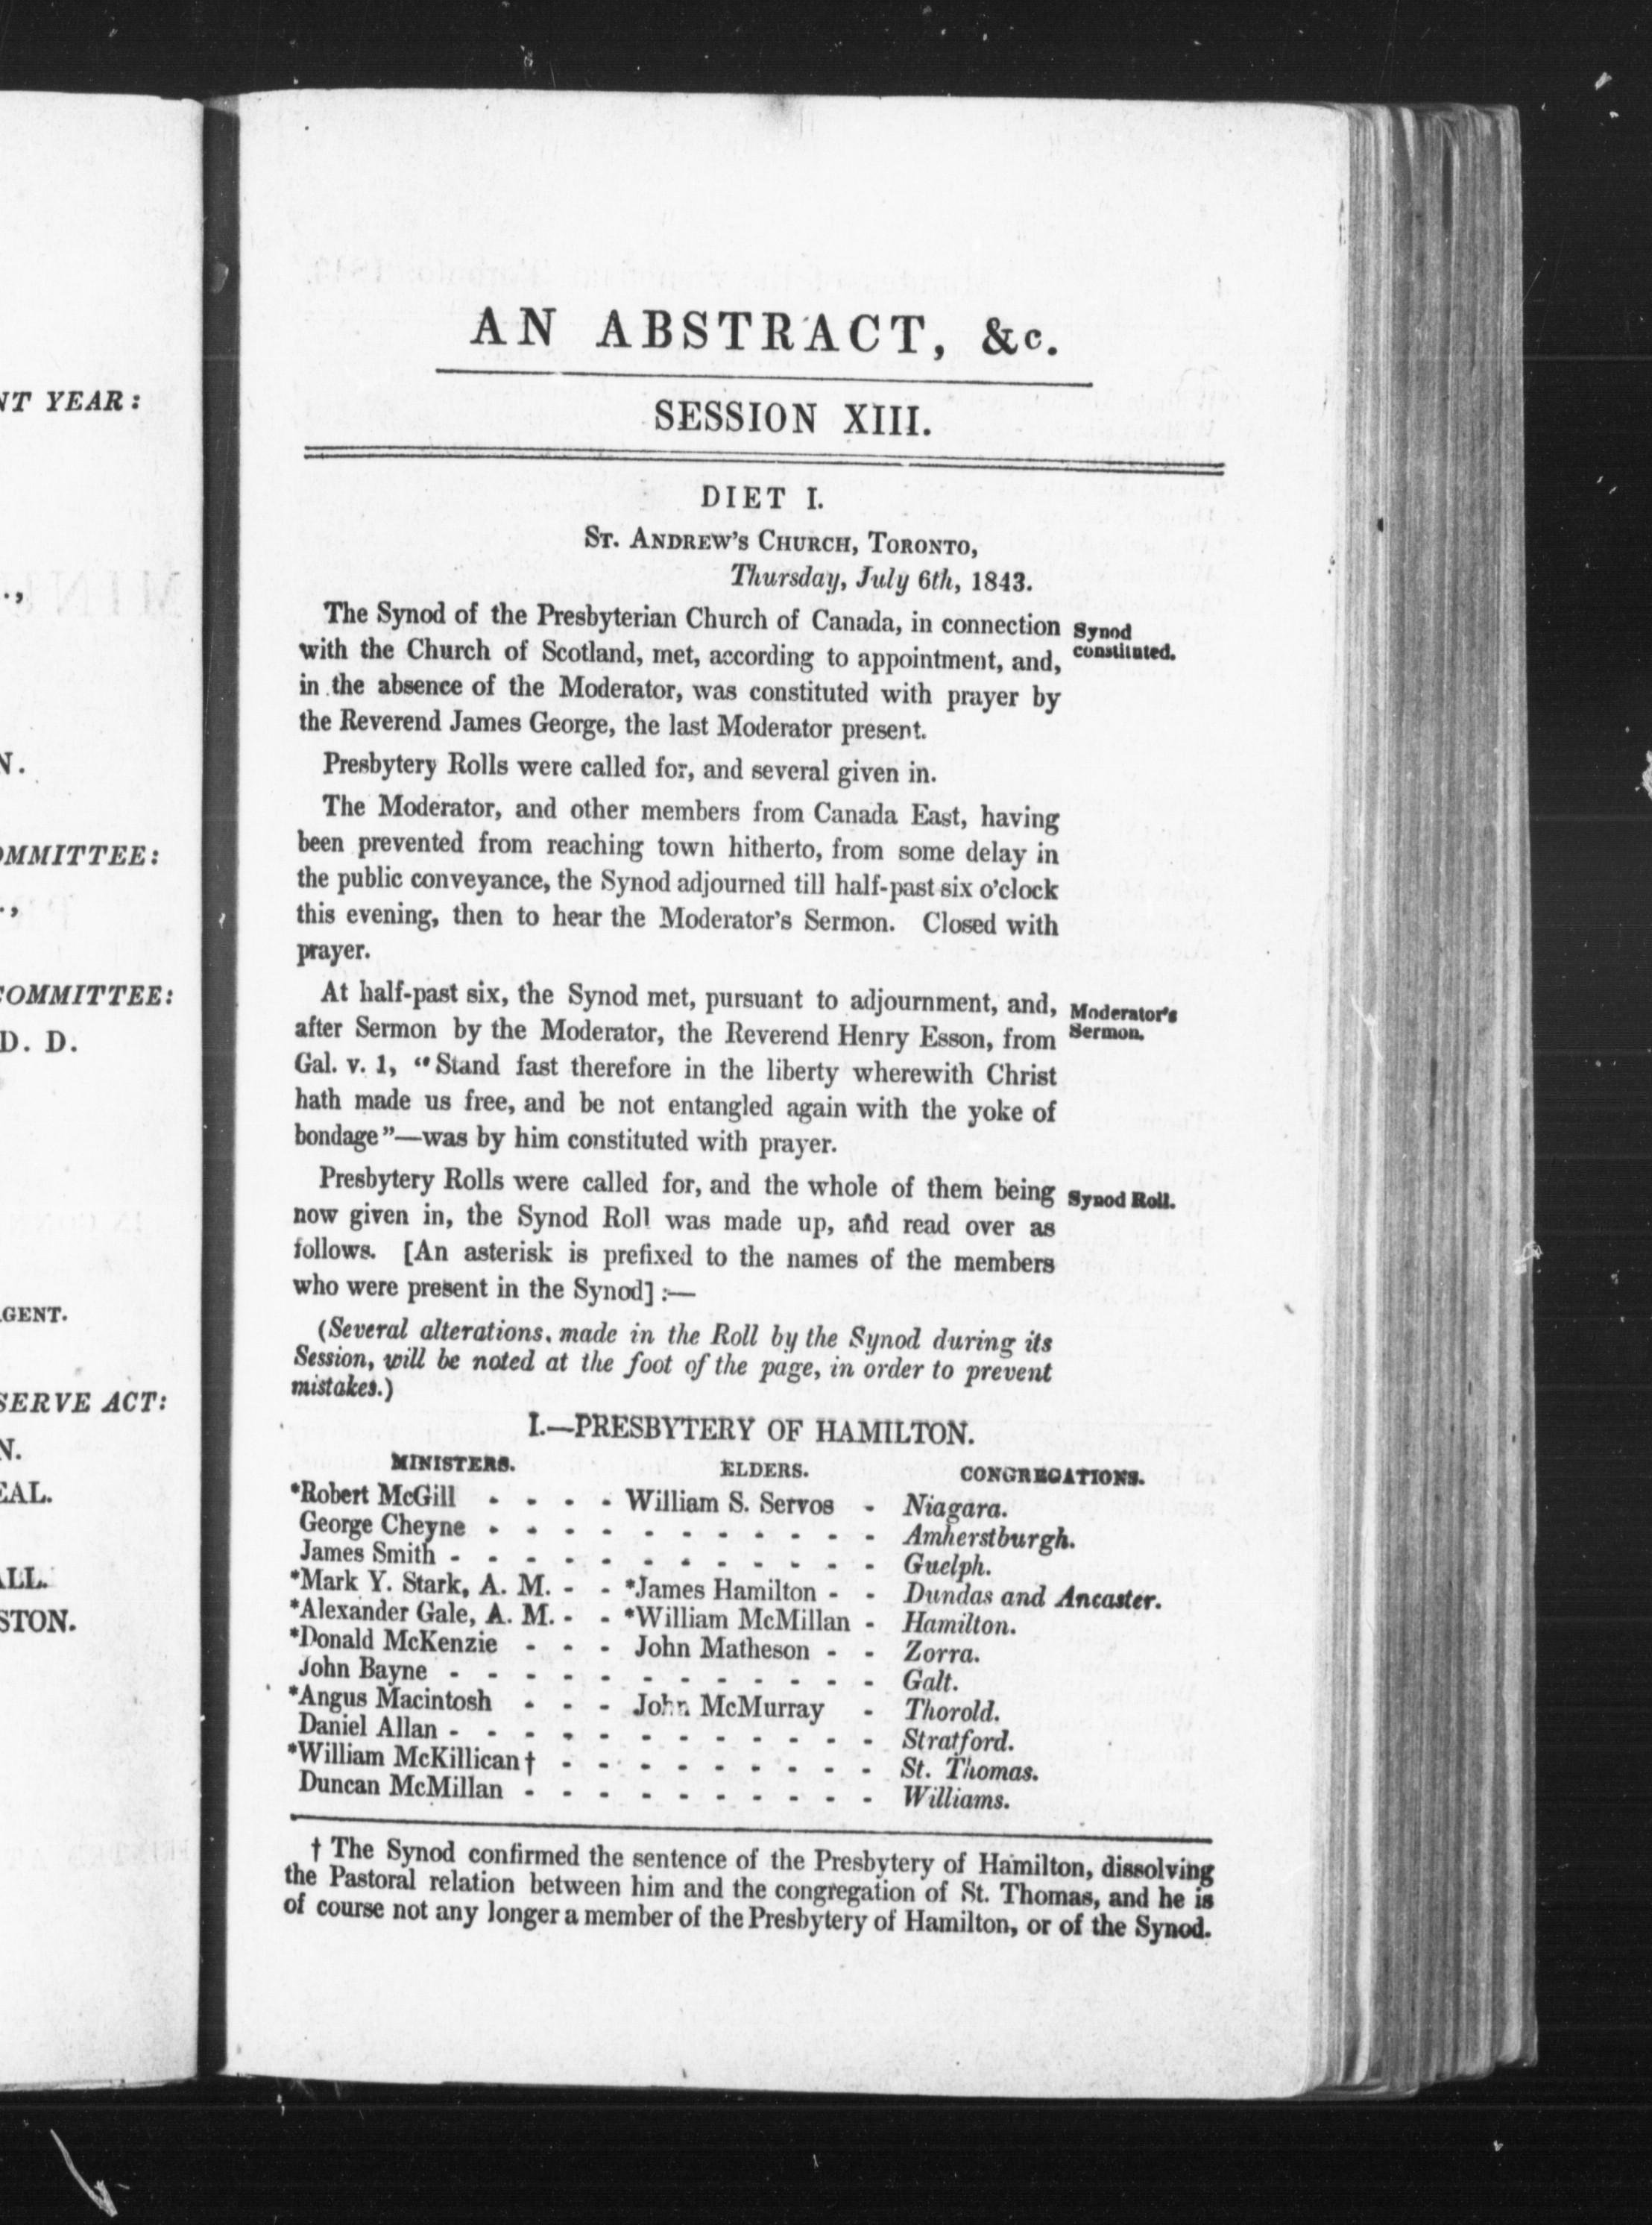 NT YEAR:
.,
N.
OMMITTEE:
.,
COMMITTEE:
D. D.
GENT.
SERVE ACT:
N.
EAL.
ALL.
STON.
AN ABSTRACT, &c.
SESSION XIII.
DIET I.
ST. ANDREW'S CHURCH, TORONTO,
Thursday, July 6th, 1843.
The Synod of the Presbyterian Church of Canada, in connection
with the Church of Scotland, met, according to appointment, and,
in the absence of the Moderator, was constituted with prayer by
the Reverend James George, the last Moderator present.
Synod
constituted.
Presbytery Rolls were called for, and several given in.
The Moderator, and other members from Canada East, having
been prevented from reaching town hitherto, from some delay in
the public conveyance, the Synod adjourned till half-past six o'clock
this evening, then to hear the Moderator's Sermon. Closed with
prayer.
At half-past six, the Synod met, pursuant to adjournment, and,
after Sermon by the Moderator, the Reverend Henry Esson, from
Gal. v. 1, "Stand fast therefore in the liberty wherewith Christ
hath made us free, and be not entangled again with the yoke of
bondage"—was by him constituted with prayer.
Moderator's
Sermon.
Presbytery Rolls were called for, and the whole of them being
now given in, the Synod Roll was made up, and read over as
follows. [An asterisk is prefixed to the names of the members
who were present in the Synod] :—
Synod Roll.
(Several alterations, made in the Roll by the Synod during its
Session, will be noted at the foot of the page, in order to prevent
mistakes.)
I.—PRESBYTERY OF HAMILTON.
MINISTERS. ELDERS. CONGREGATIONS.
*Robert McGill - - - - William S. Servos - Niagara.
George Cheyne - - - - - - - - - - - Amherstburgh.
James Smith - - - - - - - - - - - - Guelph.
*Mark Y. Stark, A. M. - - *James Hamilton - - Dundas and Ancaster.
*Alexander Gale, A. M. - - *William McMillan - Hamilton.
*Donald McKenzie - - - John Matheson - - Zorra.
John Bayne - - - - - - - - - - - - Galt.
*Angus Macintosh - - - John McMurray - Thorold.
Daniel Allan - - - - - - - - - - - - Stratford.
*William McKillican † - - - - - - - - - St. Thomas.
Duncan McMillan - - - - - - - - - - Williams.
† The Synod confirmed the sentence of the Presbytery of Hamilton, dissolving
the Pastoral relation between him and the congregation of St. Thomas, and he is
of course not any longer a member of the Presbytery of Hamilton, or of the Synod.